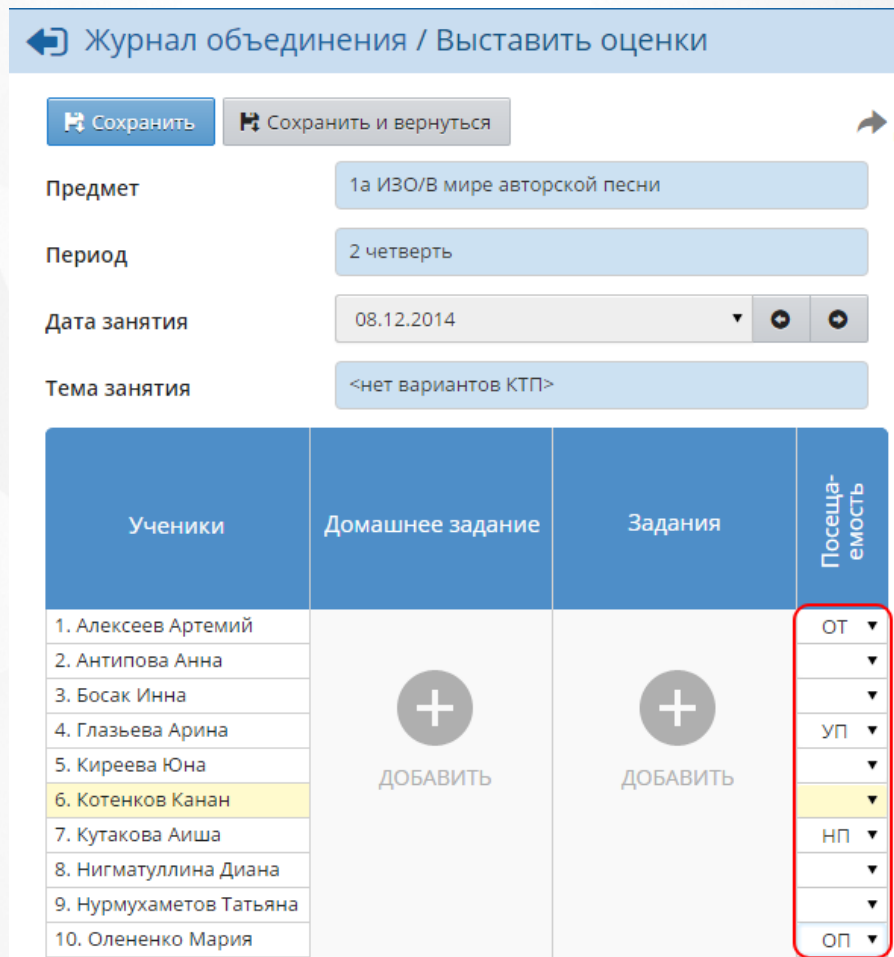 Журнал объединения / Выставить оценки
Сохранить Сохранить и вернуться
Предмет 1а ИЗО/В мире авторской песни
Период 2 четверть
Дата занятия 08.12.2014
Тема занятия <нет вариантов КТП>
Ученики Домашнее задание Задания Посеща-
емость
1. Алексеев Артемий ОТ
2. Антипова Анна
3. Босак Инна
4. Глазьева Арина УП
5. Киреева Юна
ДОБАВИТЬ ДОБАВИТЬ
6. Котенков Канан
7. Кутакова Аиша НП
8. Нигматуллина Диана
9. Нурмухаметов Татьяна
10. Олененко Мария ОП